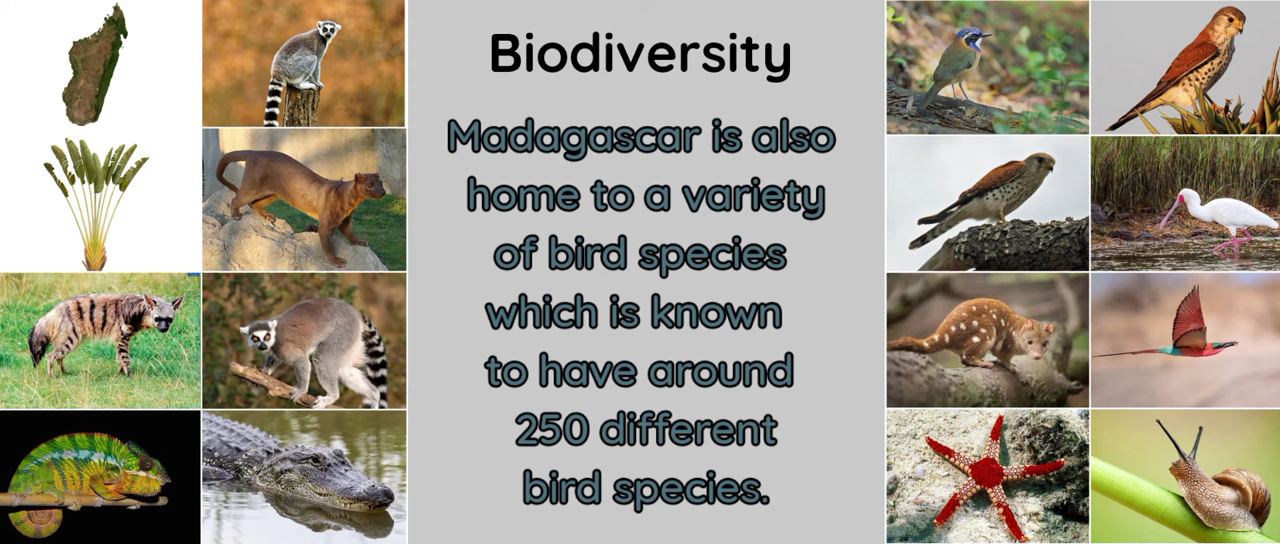 Biodiversity
Madagascar is also
home to a variety
of bird species
which is known
to have around
250 different
bird species.